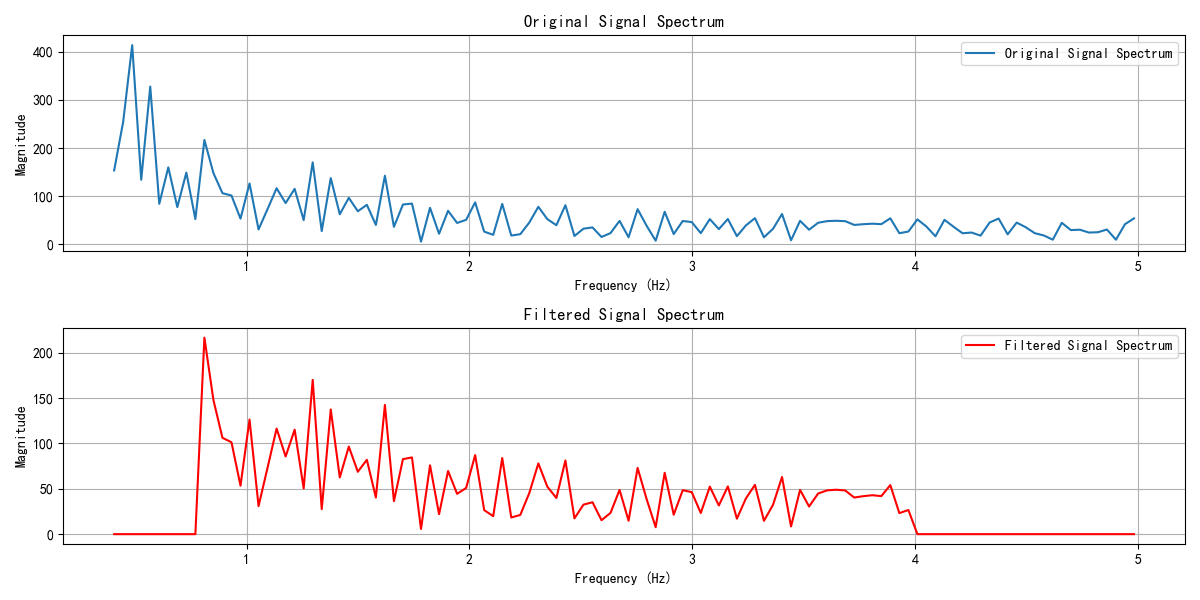 Original Signal Spectrum
Original Signal Spectrum
Magnitude
400
300
200
100
0
1 2 3 4 5
Frequency (Hz)
Filtered Signal Spectrum
Filtered Signal Spectrum
Magnitude
200
150
100
50
0
1 2 3 4 5
Frequency (Hz)